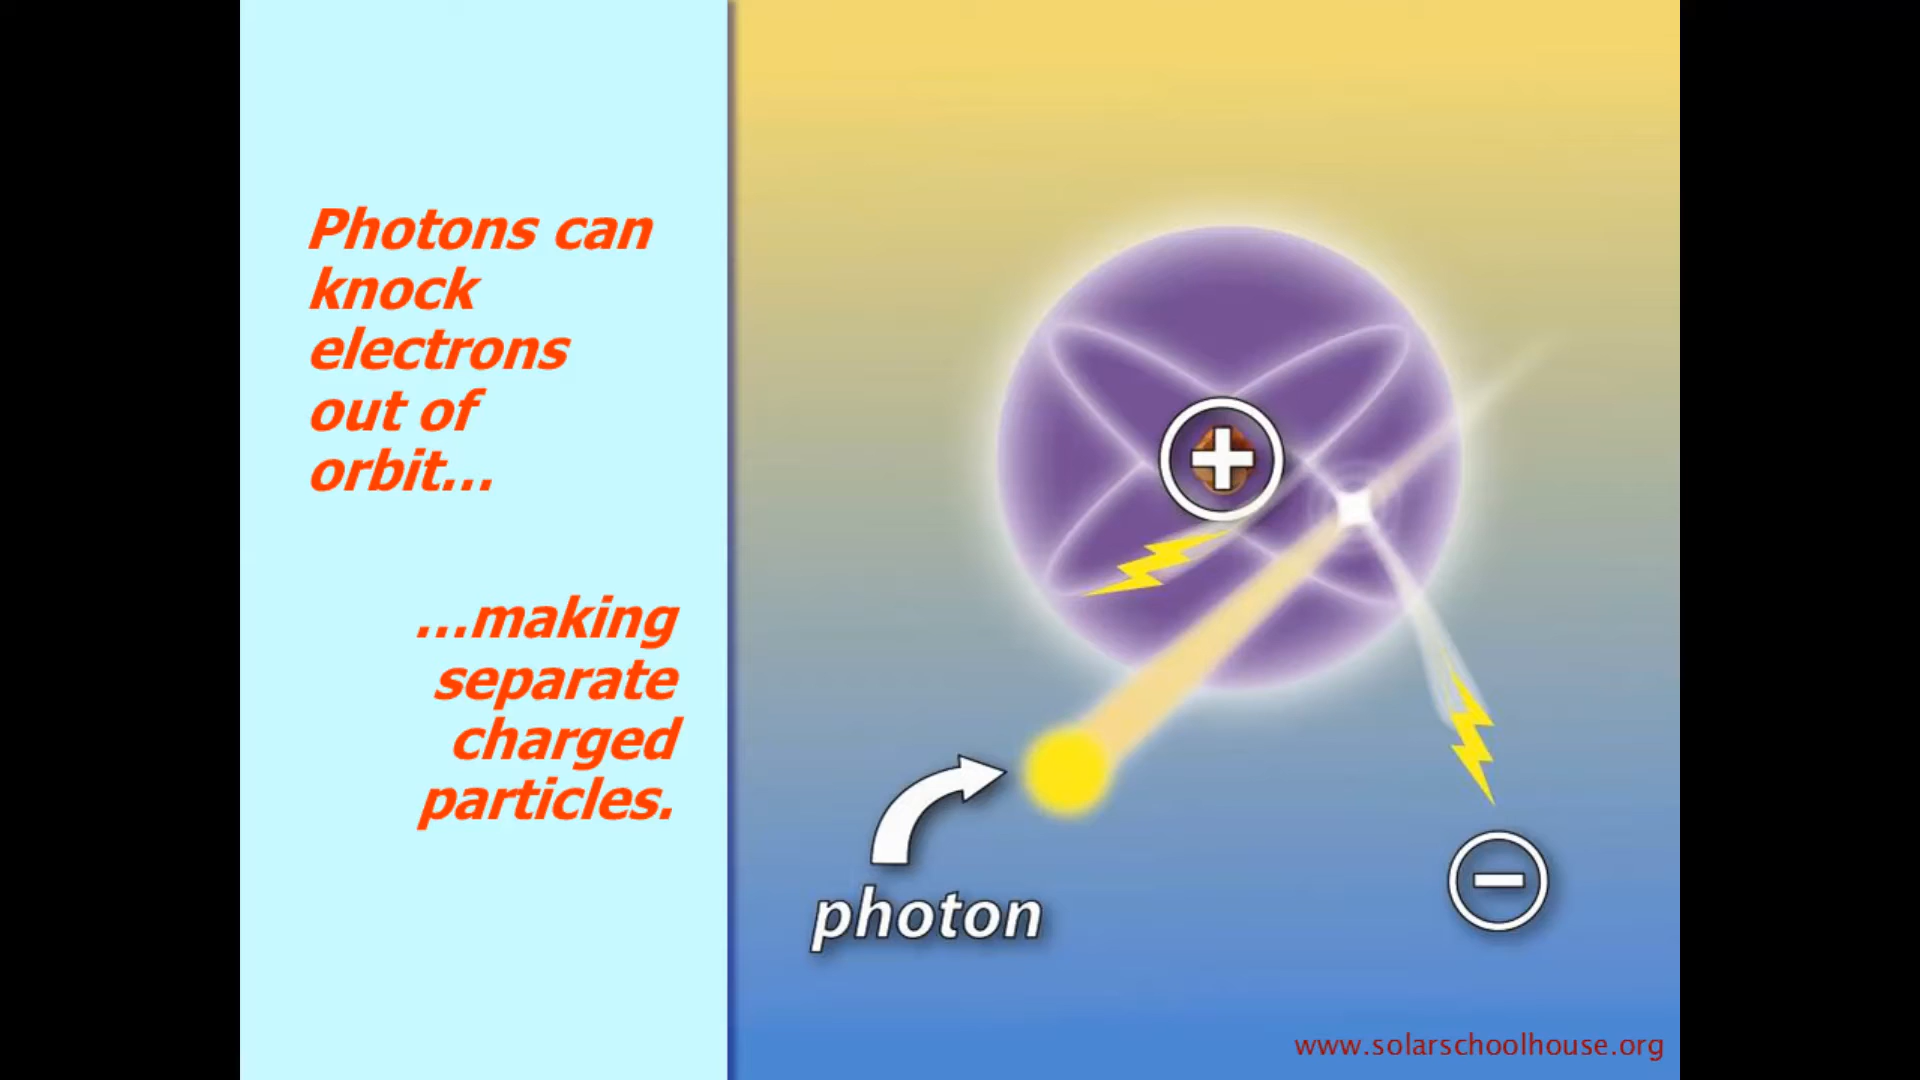 Photons can
knock
electrons
out of
orbit...
...making
separate
charged
particles.
+
photon
−
www.solarschoolhouse.org